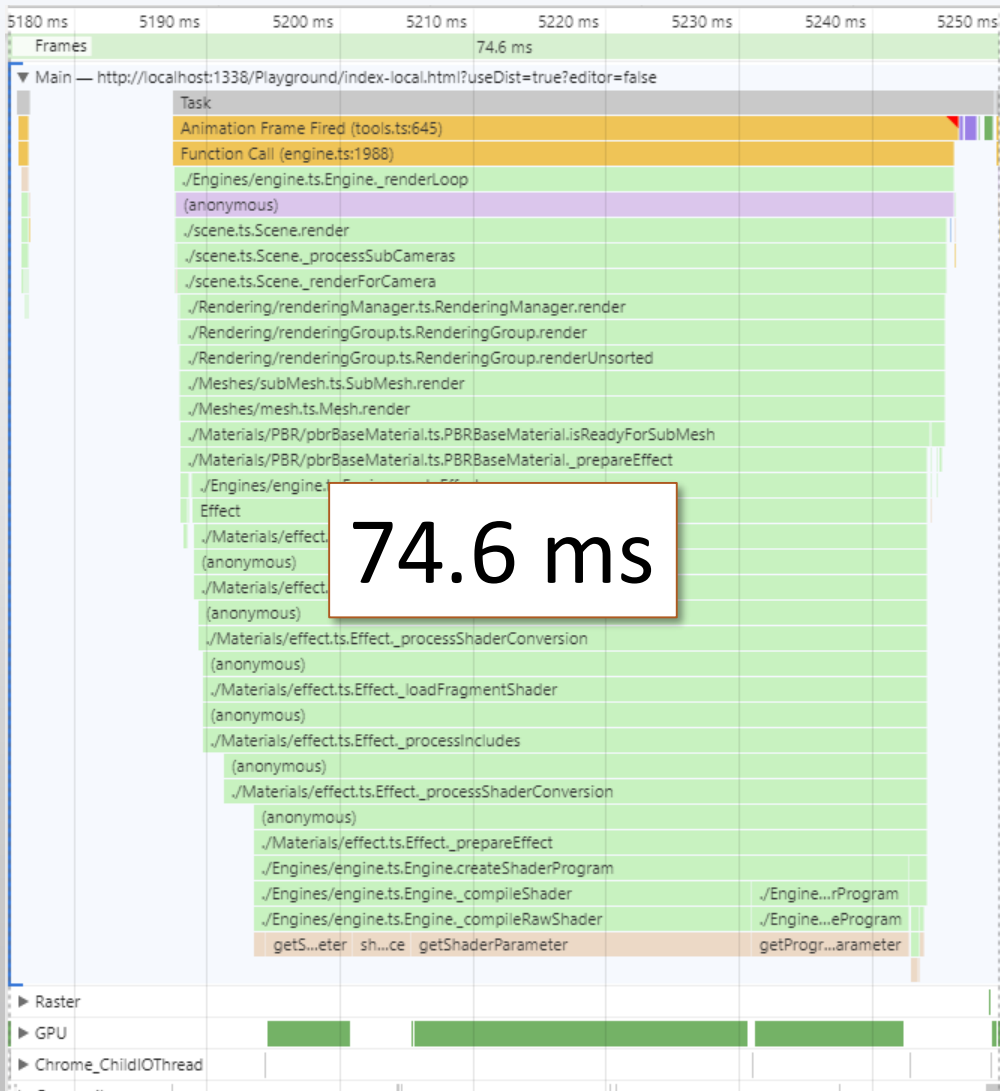 5180 ms 5190 ms 5200 ms 5210 ms 5220 ms 5230 ms 5240 ms 5250 ms
Frames 74.6 ms
Main — http://localhost:1338/Playground/index-local.html?useDist=true?editor=false
Task
Animation Frame Fired (tools.ts:645)
Function Call (engine.ts:1988)
./Engines/engine.ts.Engine._renderLoop
(anonymous)
./scene.ts.Scene.render
./scene.ts.Scene._processSubCameras
./scene.ts.Scene._renderForCamera
./Rendering/renderingManager.ts.RenderingManager.render
./Rendering/renderingGroup.ts.RenderingGroup.render
./Rendering/renderingGroup.ts.RenderingGroup.renderUnsorted
./Meshes/subMesh.ts.SubMesh.render
./Meshes/mesh.ts.Mesh.render
./Materials/PBR/pbrBaseMaterial.ts.PBRBaseMaterial.isReadyForSubMesh
./Materials/PBR/pbrBaseMaterial.ts.PBRBaseMaterial._prepareEffect
./Engines/engine.
Effect
./Materials/effect.
(anonymous)
./Materials/effect.
74.6 ms
(anonymous)
./Materials/effect.ts.Effect._processShaderConversion
(anonymous)
./Materials/effect.ts.Effect._loadFragmentShader
(anonymous)
./Materials/effect.ts.Effect._processIncludes
(anonymous)
./Materials/effect.ts.Effect._processShaderConversion
(anonymous)
./Materials/effect.ts.Effect._prepareEffect
./Engines/engine.ts.Engine.createShaderProgram
./Engines/engine.ts.Engine._compileShader ./Engine...rProgram
./Engines/engine.ts.Engine._compileRawShader ./Engine...eProgram
getS...eter sh...ce getShaderParameter getProgr...arameter
Raster
GPU
Chrome_ChildIOThread